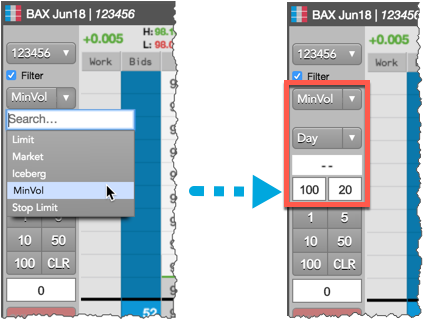 BAX Jun18 | 123456
123456
+0.005
H: 98.1
L: 98.0
Filter
Work
Bids
MinVol
Search...
Limit
Market
Iceberg
MinVol
Stop Limit
10
50
100
CLR
0
52
BAX Jun18 | 123456
123456
+0.005
Filter
Work
MinVol
Day
--
100
20
1
5
10
50
100
CLR
0